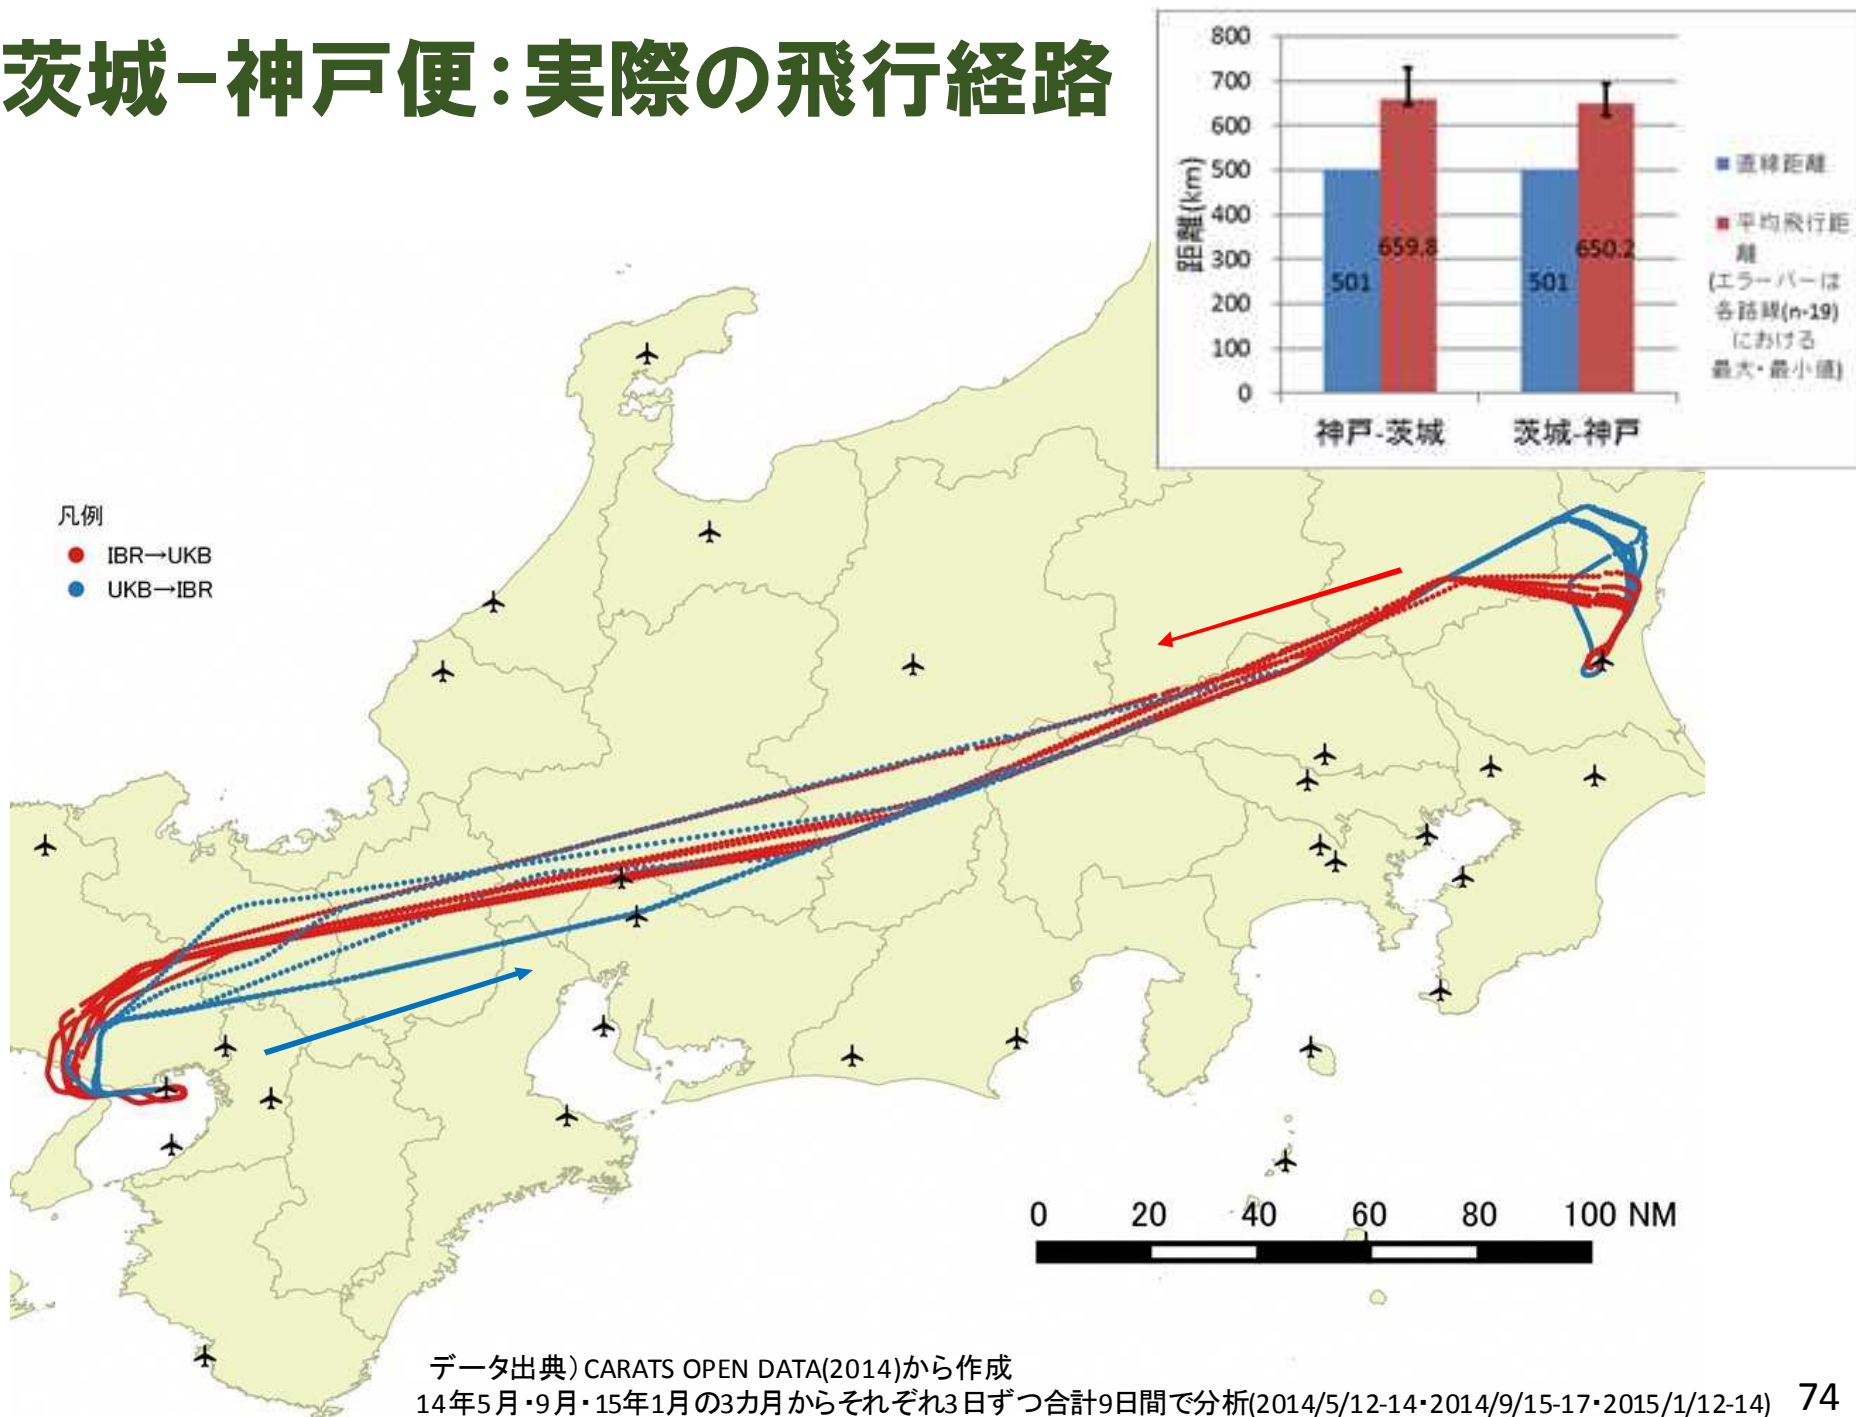 茨城-神戸便：実際の飛行経路
800
700
600
500
400
300
200
100
0
距離(km)
501
659.8
501
650.2
神戸-茨城
茨城-神戸
直線距離
平均飛行距
離
(エラーバーは
各路線(n-19)
における
最大・最小値)
凡例
IBR→UKB
UKB→IBR
0 20 40 60 80 100 NM
データ出典）CARATS OPEN DATA(2014)から作成
14年5月・9月・15年1月の3カ月からそれぞれ3日ずつ合計9日間で分析(2014/5/12-14・2014/9/15-17・2015/1/12-14)
74